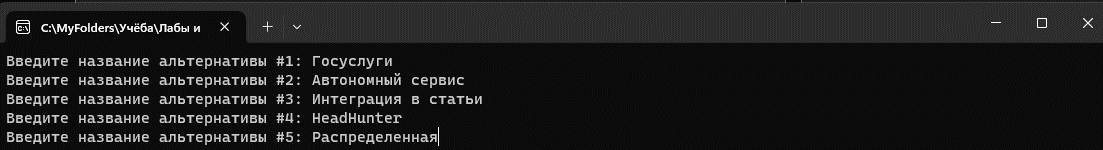 C:\MyFolders\Учёба\Лабы и
Введите название альтернативы #1: Госуслуги
Введите название альтернативы #2: Автономный сервис
Введите название альтернативы #3: Интеграция в статьи
Введите название альтернативы #4: HeadHunter
Введите название альтернативы #5: Распределенная